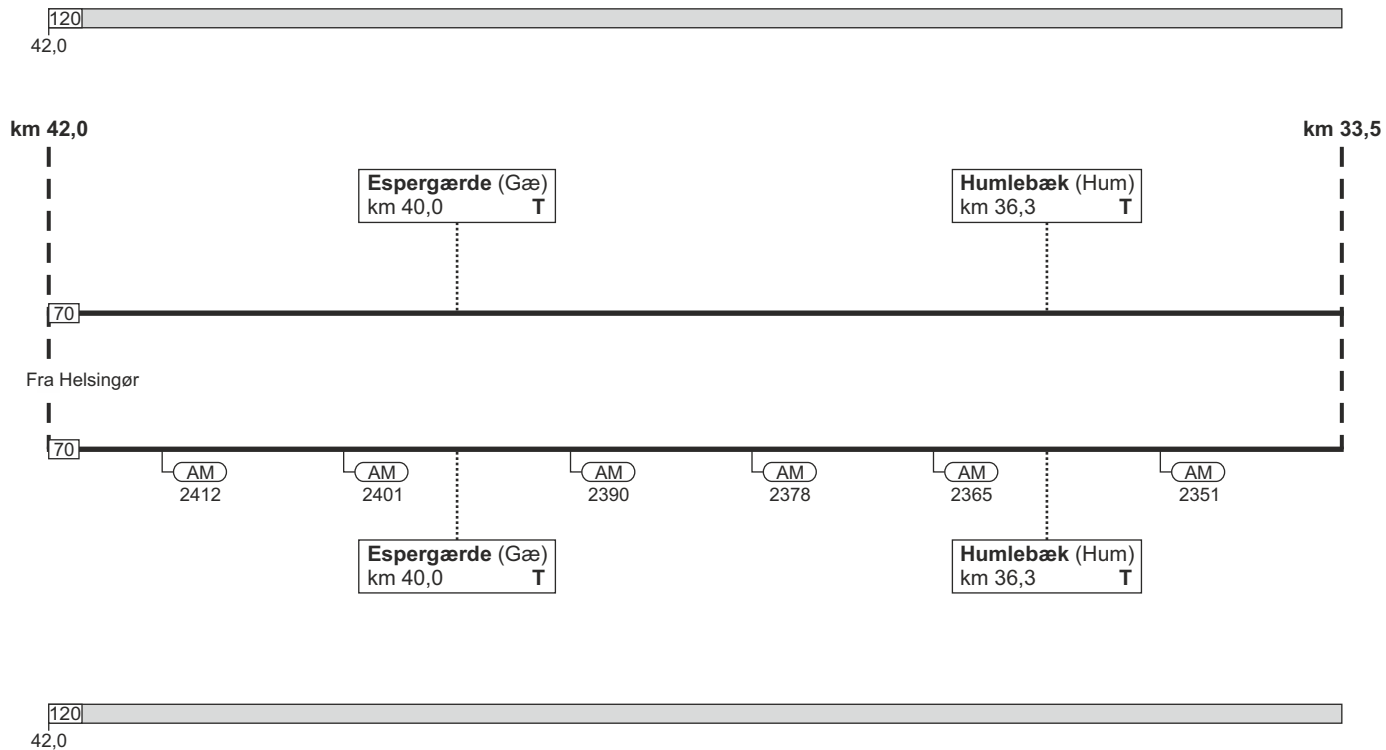 120
42,0
km 42,0
km 33,5
Espergærde (Gæ)
km 40,0 T
Humlebæk (Hum)
km 36,3 T
70
Fra Helsingør
70
AM
2412
AM
2401
AM
2390
AM
2378
AM
2365
AM
2351
Espergærde (Gæ)
km 40,0 T
Humlebæk (Hum)
km 36,3 T
120
42,0